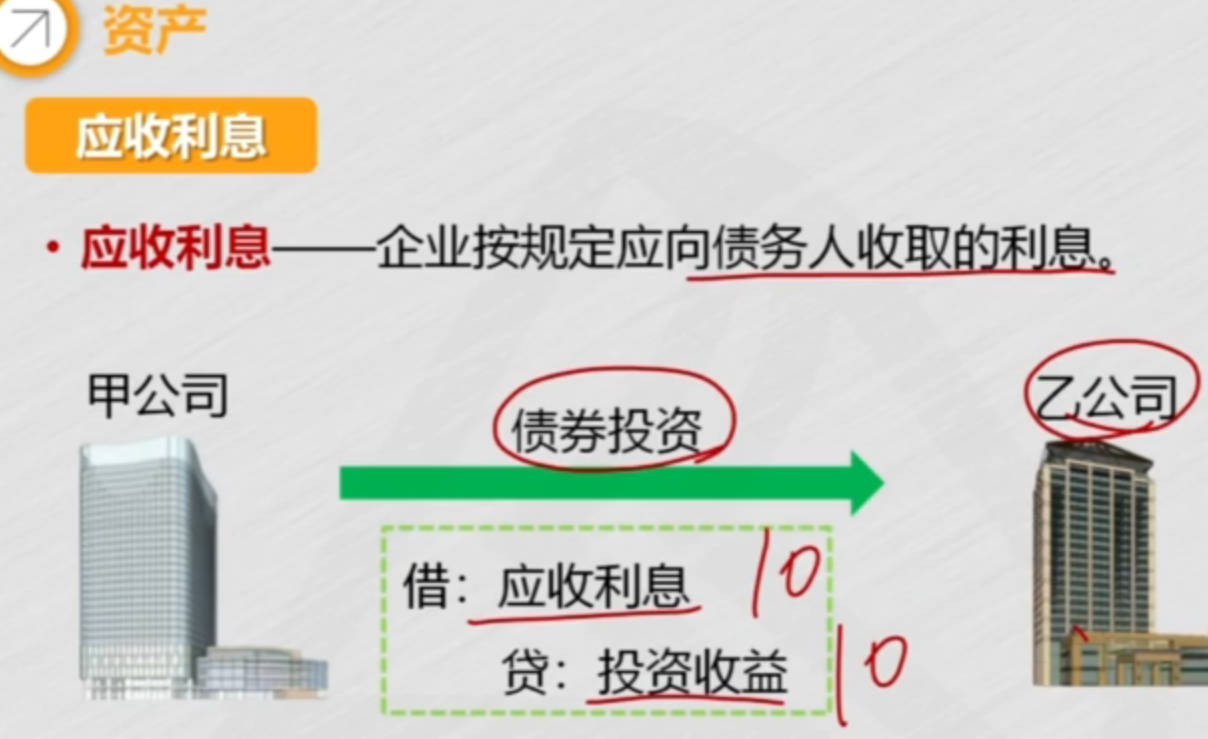 资产
应收利息
• 应收利息——企业按规定应向债务人收取的利息。
甲公司
债券投资
乙公司
借：应收利息 10
贷：投资收益 10